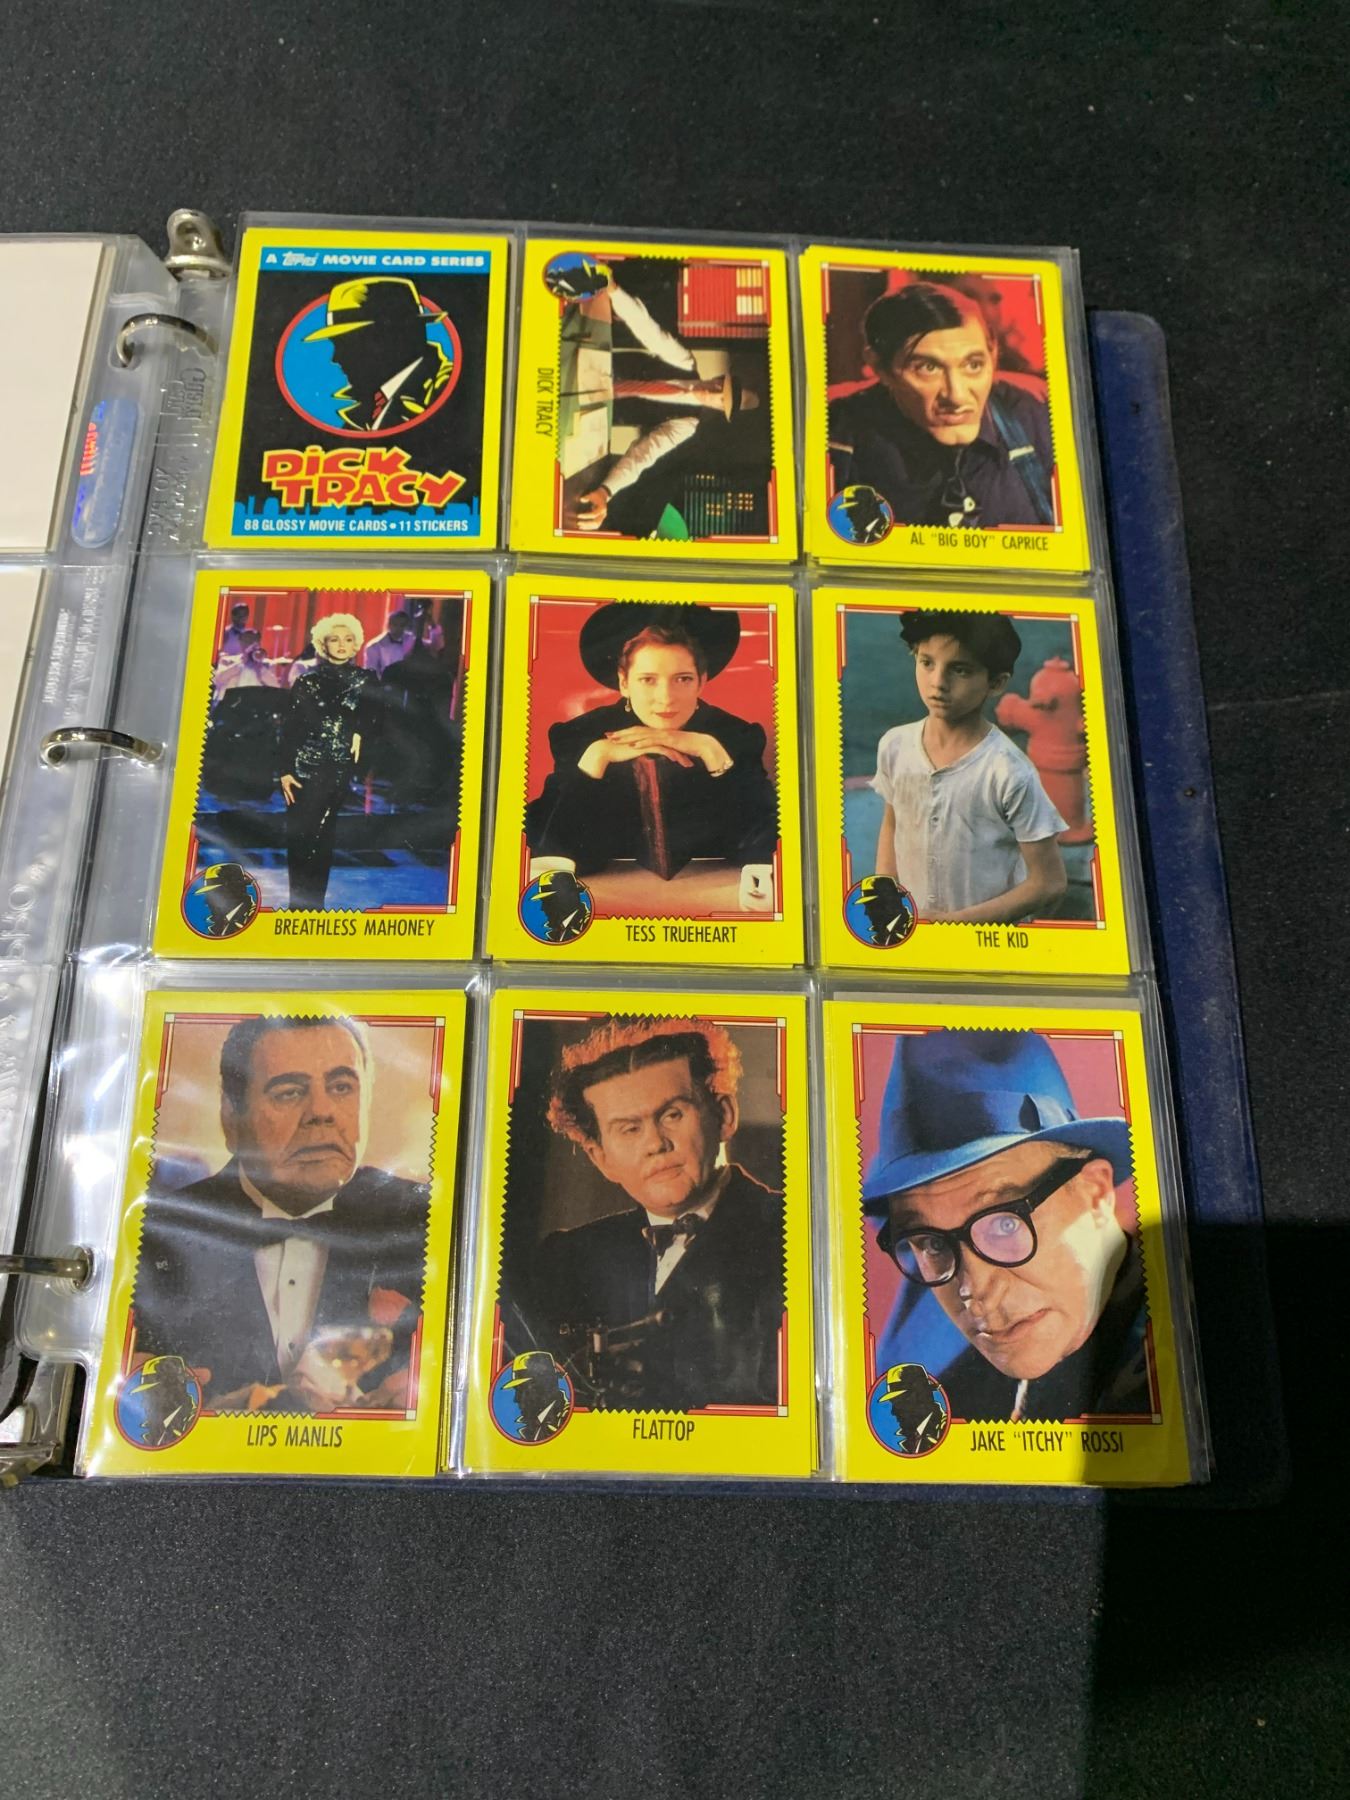 A TOPPS MOVIE CARD SERIES
DICK
TRACY
88 GLOSSY MOVIE CARDS • 11 STICKERS
DICK TRACY
AL "BIG BOY" CAPRICE
BREATHLESS MAHONEY
TESS TRUEHEART
THE KID
LIPS MANLIS
FLATTOP
JAKE "ITCHY" ROSSI